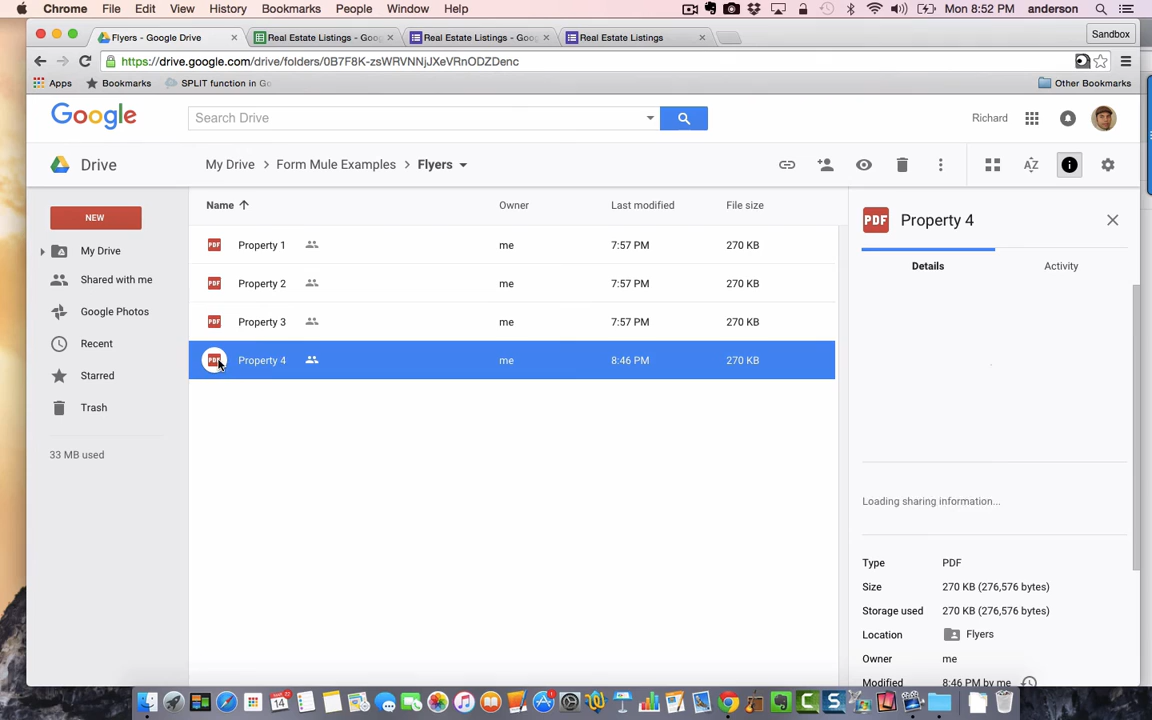 Chrome File Edit View History Bookmarks People Window Help Mon 8:52 PM anderson
Flyers - Google Drive Real Estate Listings - Goog Real Estate Listings - Goog Real Estate Listings Sandbox
https://drive.google.com/drive/folders/0B7F8K-zsWRVNNjJXeVRnODZDenc
Apps Bookmarks SPLIT function in Go Other Bookmarks
Google Search Drive Richard
Drive My Drive > Form Mule Examples > Flyers
NEW
My Drive
Shared with me
Google Photos
Recent
Starred
Trash
33 MB used
Name Owner Last modified File size
PDF Property 1 me 7:57 PM 270 KB
PDF Property 2 me 7:57 PM 270 KB
PDF Property 3 me 7:57 PM 270 KB
PDF Property 4 me 8:46 PM 270 KB
PDF Property 4
Details Activity
Loading sharing information...
Type PDF
Size 270 KB (276,576 bytes)
Storage used 270 KB (276,576 bytes)
Location Flyers
Owner me
Modified 8:46 PM by me